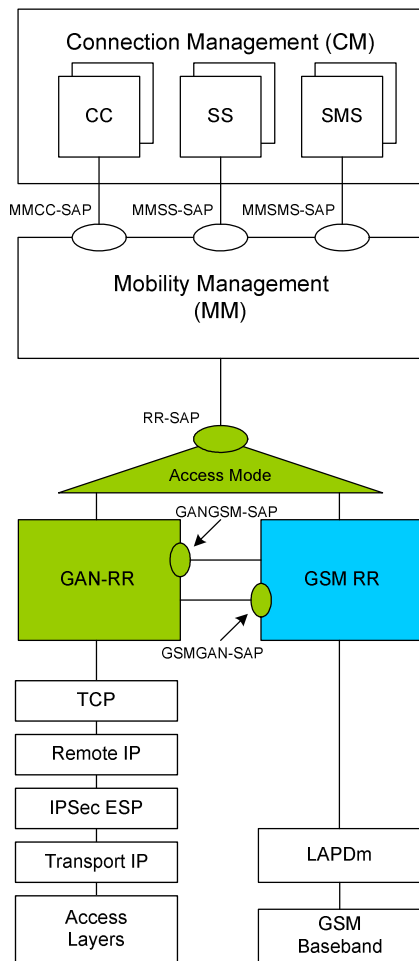 Connection Management (CM)
CC
SS
SMS
MMCC-SAP
MMSS-SAP
MMSMS-SAP
Mobility Management
(MM)
RR-SAP
Access Mode
GANGSM-SAP
GAN-RR
GSM RR
GSMGAN-SAP
TCP
Remote IP
IPSec ESP
Transport IP
LAPDm
Access
Layers
GSM
Baseband